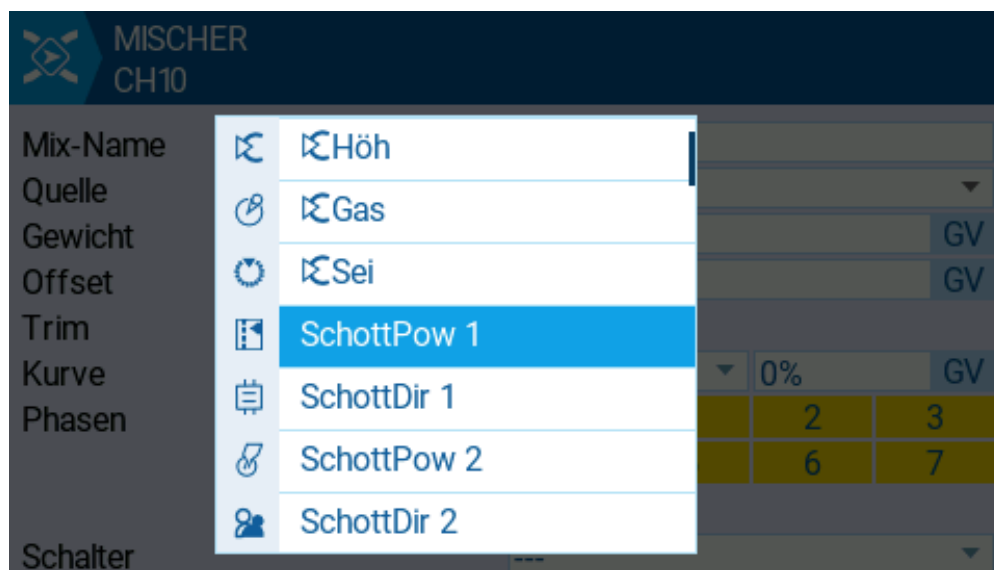 MISCHER
CH10
Mix-Name
Quelle
Gewicht GV
Offset GV
Trim
Kurve 0% GV
Phasen 2 3
6 7
Schalter ---
Höh
Gas
Sei
SchottPow 1
SchottDir 1
SchottPow 2
SchottDir 2